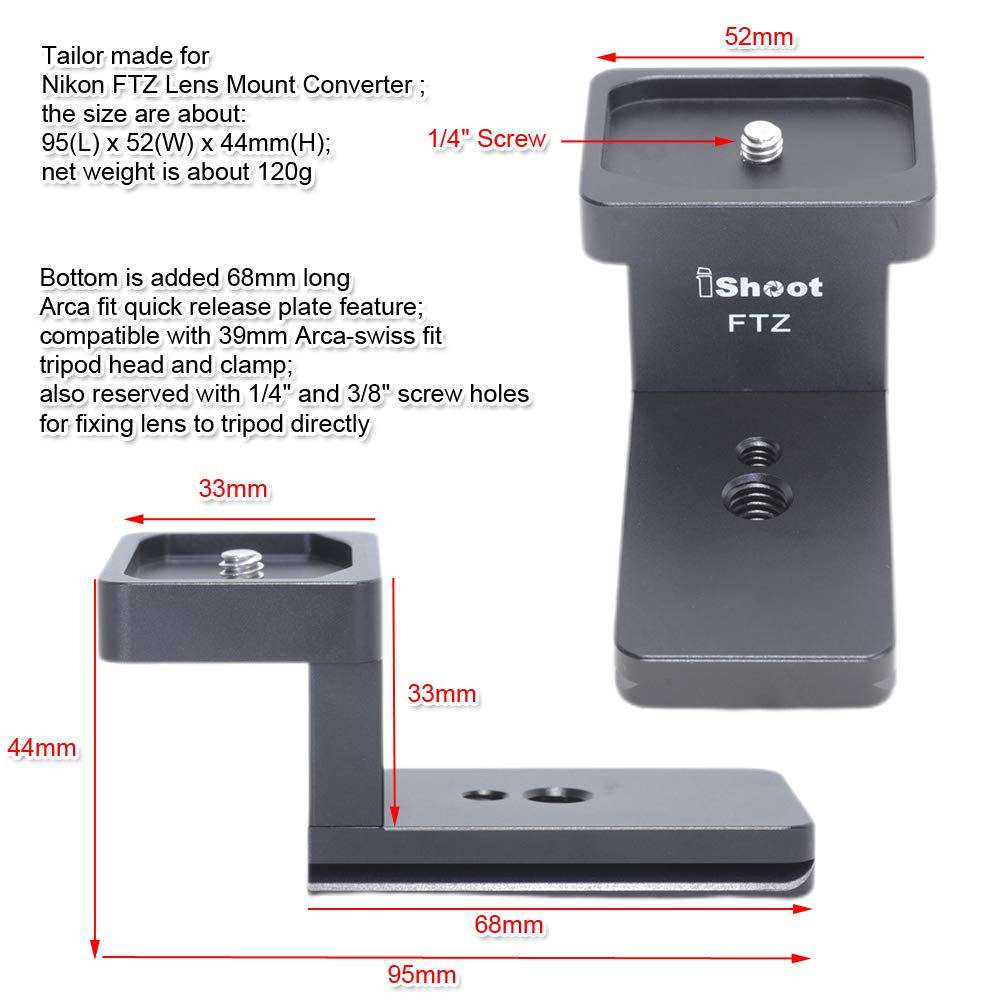 Tailor made for
Nikon FTZ Lens Mount Converter ;
the size are about:
95(L) x 52(W) x 44mm(H);
net weight is about 120g
52mm
1/4" Screw
iShoot
FTZ
Bottom is added 68mm long
Arca fit quick release plate feature;
compatible with 39mm Arca-swiss fit
tripod head and clamp;
also reserved with 1/4" and 3/8" screw holes
for fixing lens to tripod directly
33mm
33mm
44mm
68mm
95mm